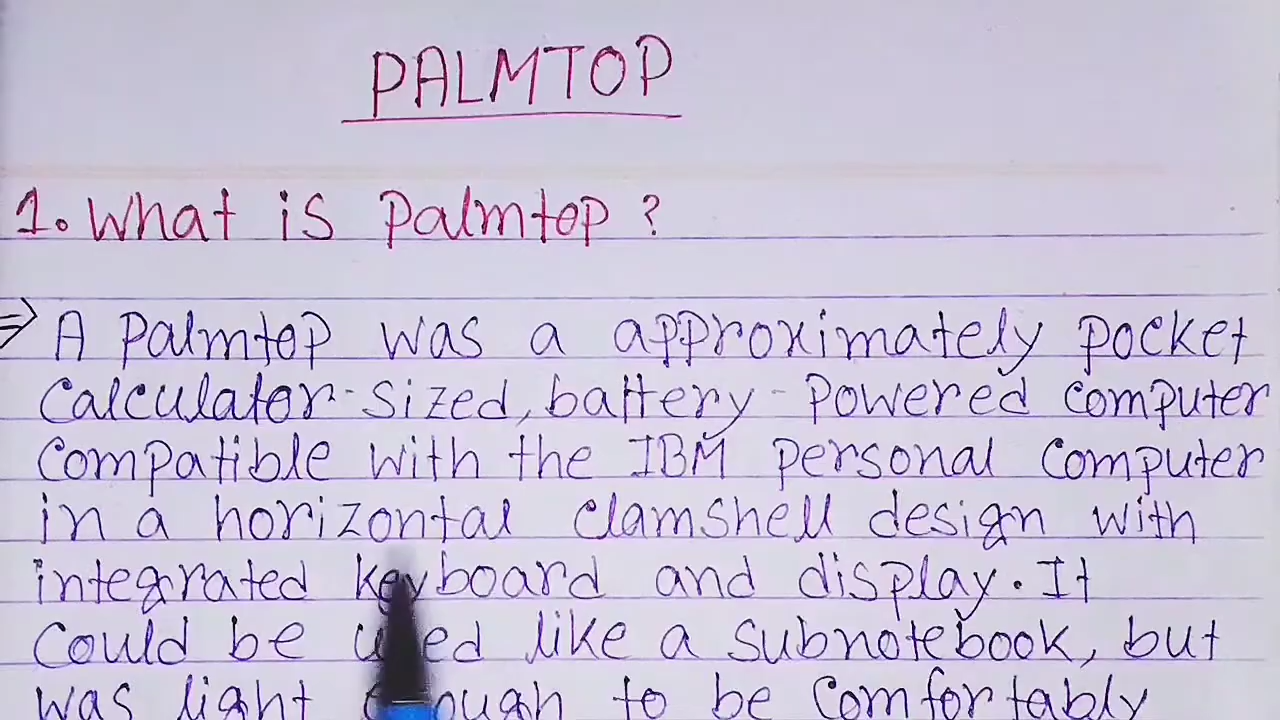 PALMTOP
1. What is Palmtop ?
⇒ A Palmtop was a approximately pocket
Calculator-sized, battery-powered computer
Compatible with the IBM personal computer
in a horizontal clamshell design with
integrated keyboard and display. It
Could be used like a subnotebook, but
was light enough to be comfortably